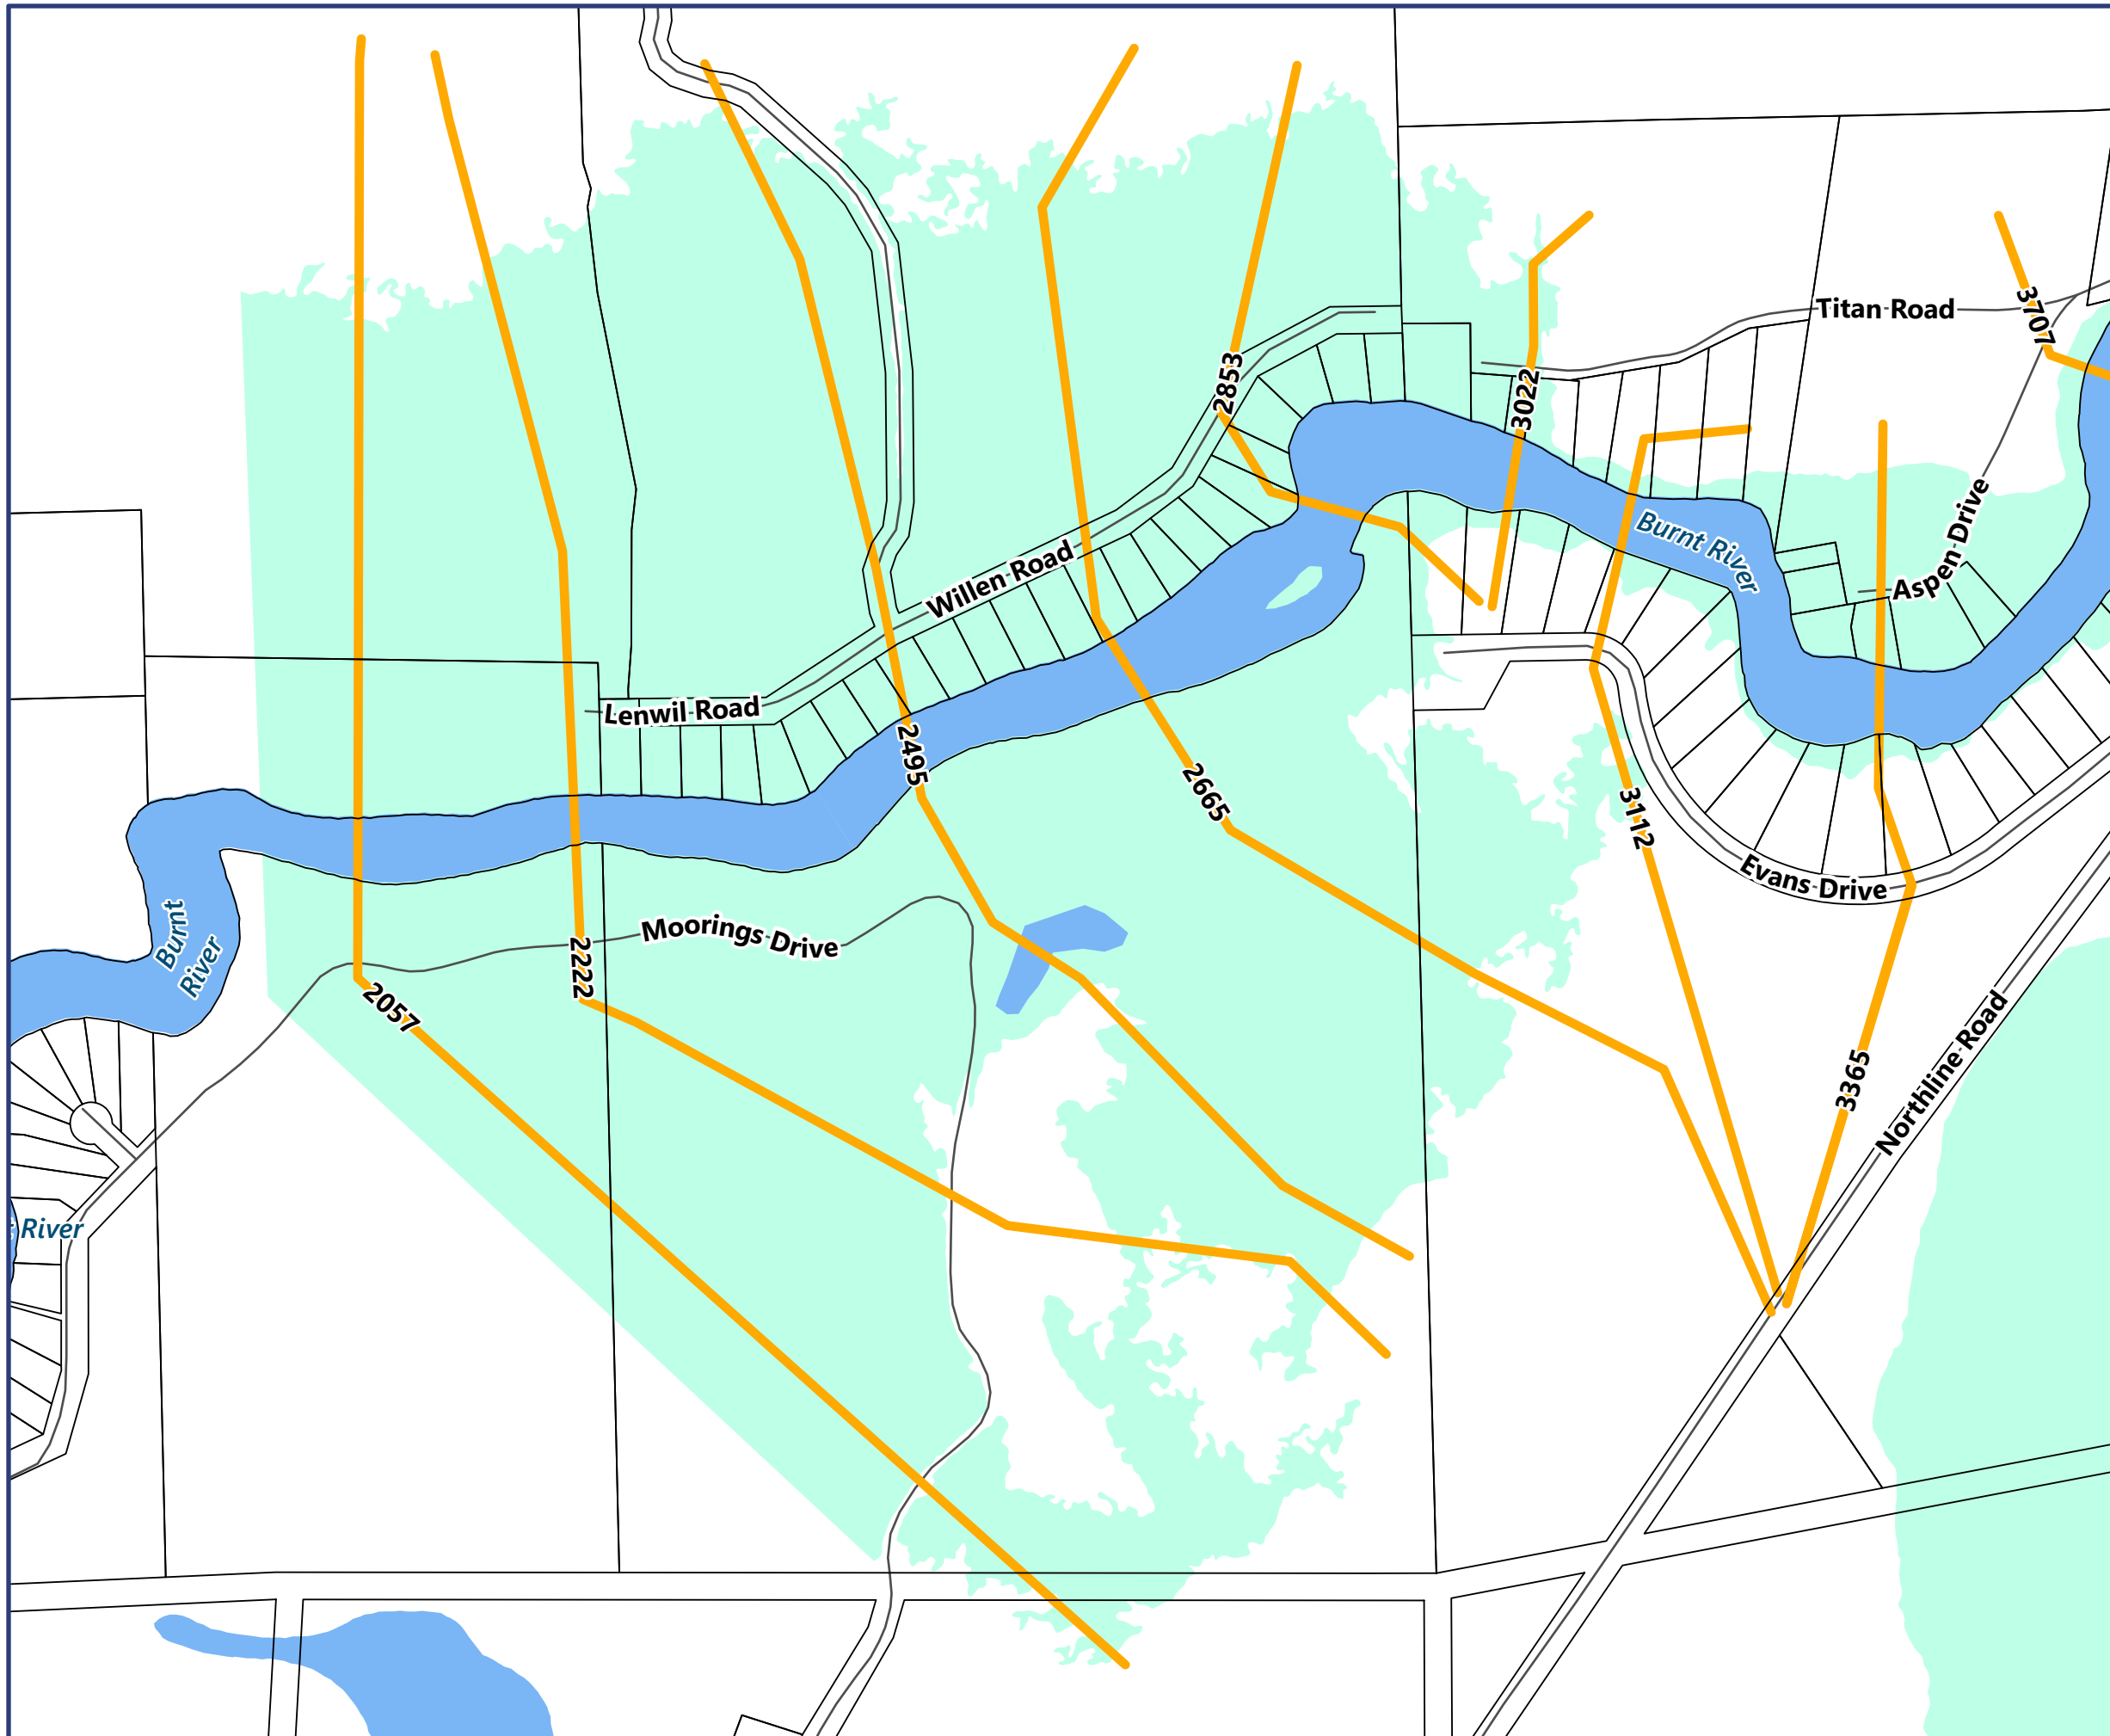 Titan Road
3707
2853
3022
Burnt River
Aspen Drive
Willen Road
Lenwil Road
2495
2665
3112
Evans Drive
Burnt
River
Moorings Drive
2222
2057
3365
Northline Road
River